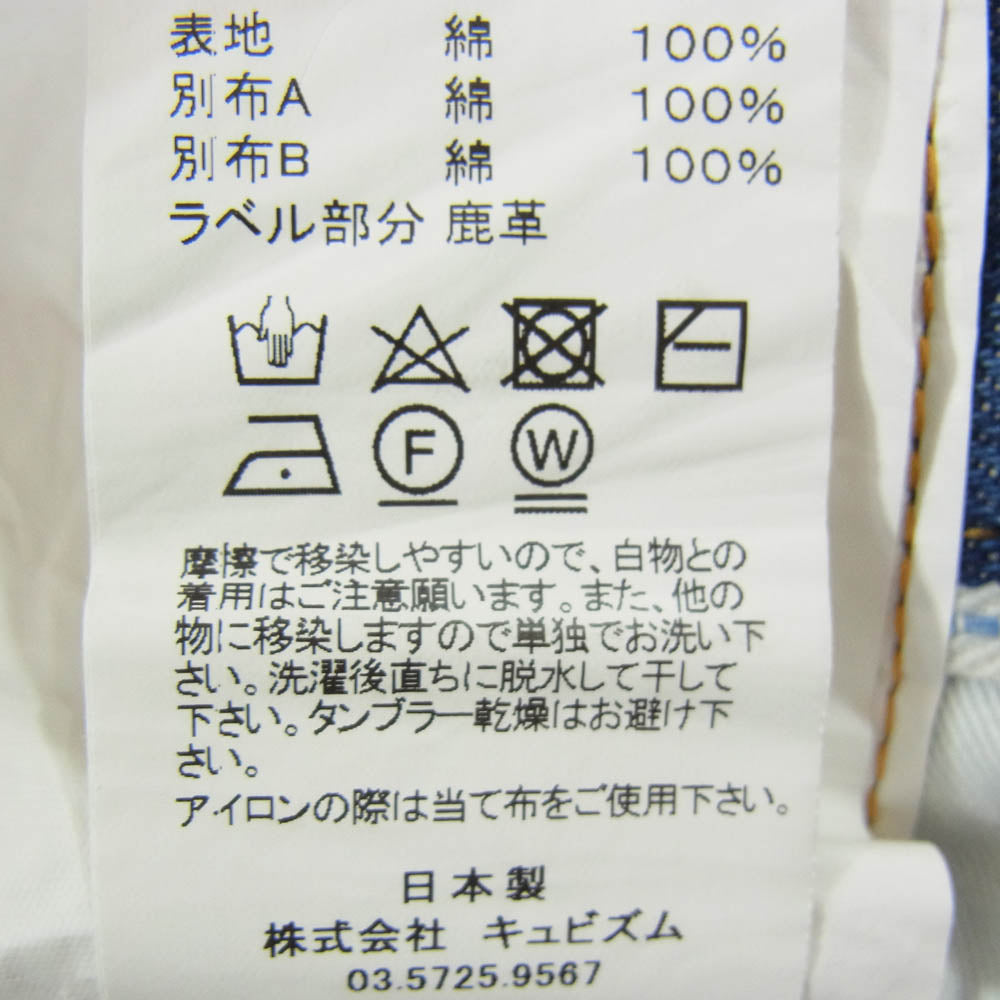 表地 綿 100%
別布A 綿 100%
別布B 綿 100%
ラベル部分 鹿革
F W
摩擦で移染しやすいので、白物との
着用はご注意願います。また、他の
物に移染しますので単独でお洗い下
さい。洗濯後直ちに脱水して干して
下さい。タンブラー乾燥はお避け下
さい。
アイロンの際は当て布をご使用下さい。
日本製
株式会社 キュビズム
03.5725.9567